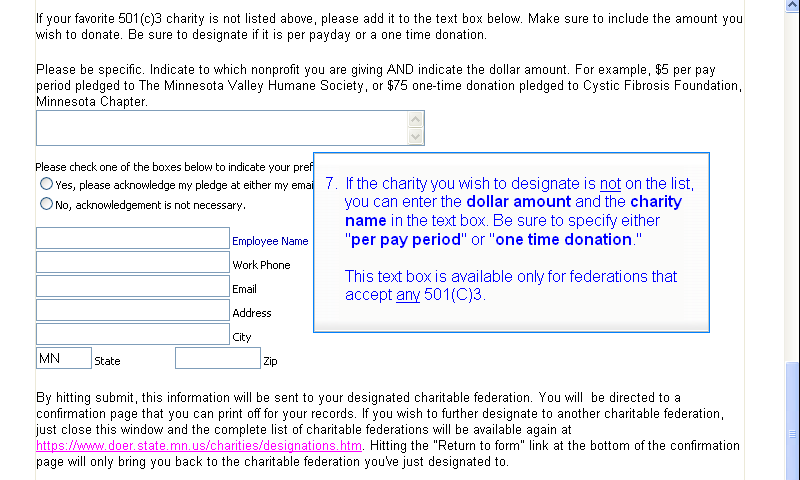 If your favorite 501(c)3 charity is not listed above, please add it to the text box below. Make sure to include the amount you
wish to donate. Be sure to designate if it is per payday or a one time donation.
Please be specific. Indicate to which nonprofit you are giving AND indicate the dollar amount. For example, $5 per pay
period pledged to The Minnesota Valley Humane Society, or $75 one-time donation pledged to Cystic Fibrosis Foundation,
Minnesota Chapter.
Please check one of the boxes below to indicate your pref
Yes, please acknowledge my pledge at either my emai
No, acknowledgement is not necessary.
7. If the charity you wish to designate is not on the list,
you can enter the dollar amount and the charity
name in the text box. Be sure to specify either
"per pay period" or "one time donation."
This text box is available only for federations that
accept any 501(C)3.
Employee Name
Work Phone
Email
Address
City
MN State Zip
By hitting submit, this information will be sent to your designated charitable federation. You will be directed to a
confirmation page that you can print off for your records. If you wish to further designate to another charitable federation,
just close this window and the complete list of charitable federations will be available again at
https://www.doer.state.mn.us/charities/designations.htm. Hitting the "Return to form" link at the bottom of the confirmation
page will only bring you back to the charitable federation you've just designated to.